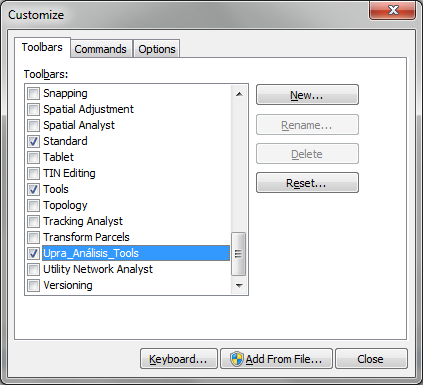 Customize
Toolbars Commands Options
Toolbars:
Snapping
Spatial Adjustment
Spatial Analyst
Standard
Tablet
TIN Editing
Tools
Topology
Tracking Analyst
Transform Parcels
Upra_Análisis_Tools
Utility Network Analyst
Versioning
New...
Rename...
Delete
Reset...
Keyboard... Add From File... Close